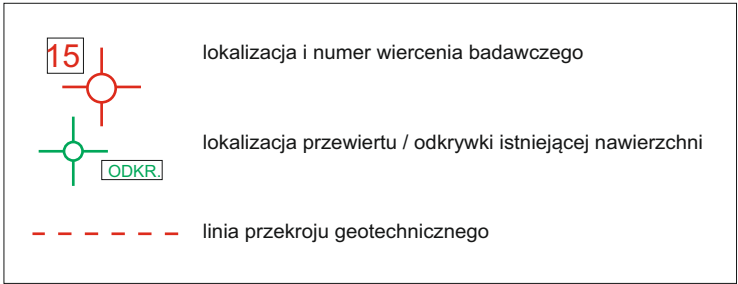 15
lokalizacja i numer wiercenia badawczego
lokalizacja przewiertu / odkrywki istniejącej nawierzchni
ODKR.
linia przekroju geotechnicznego